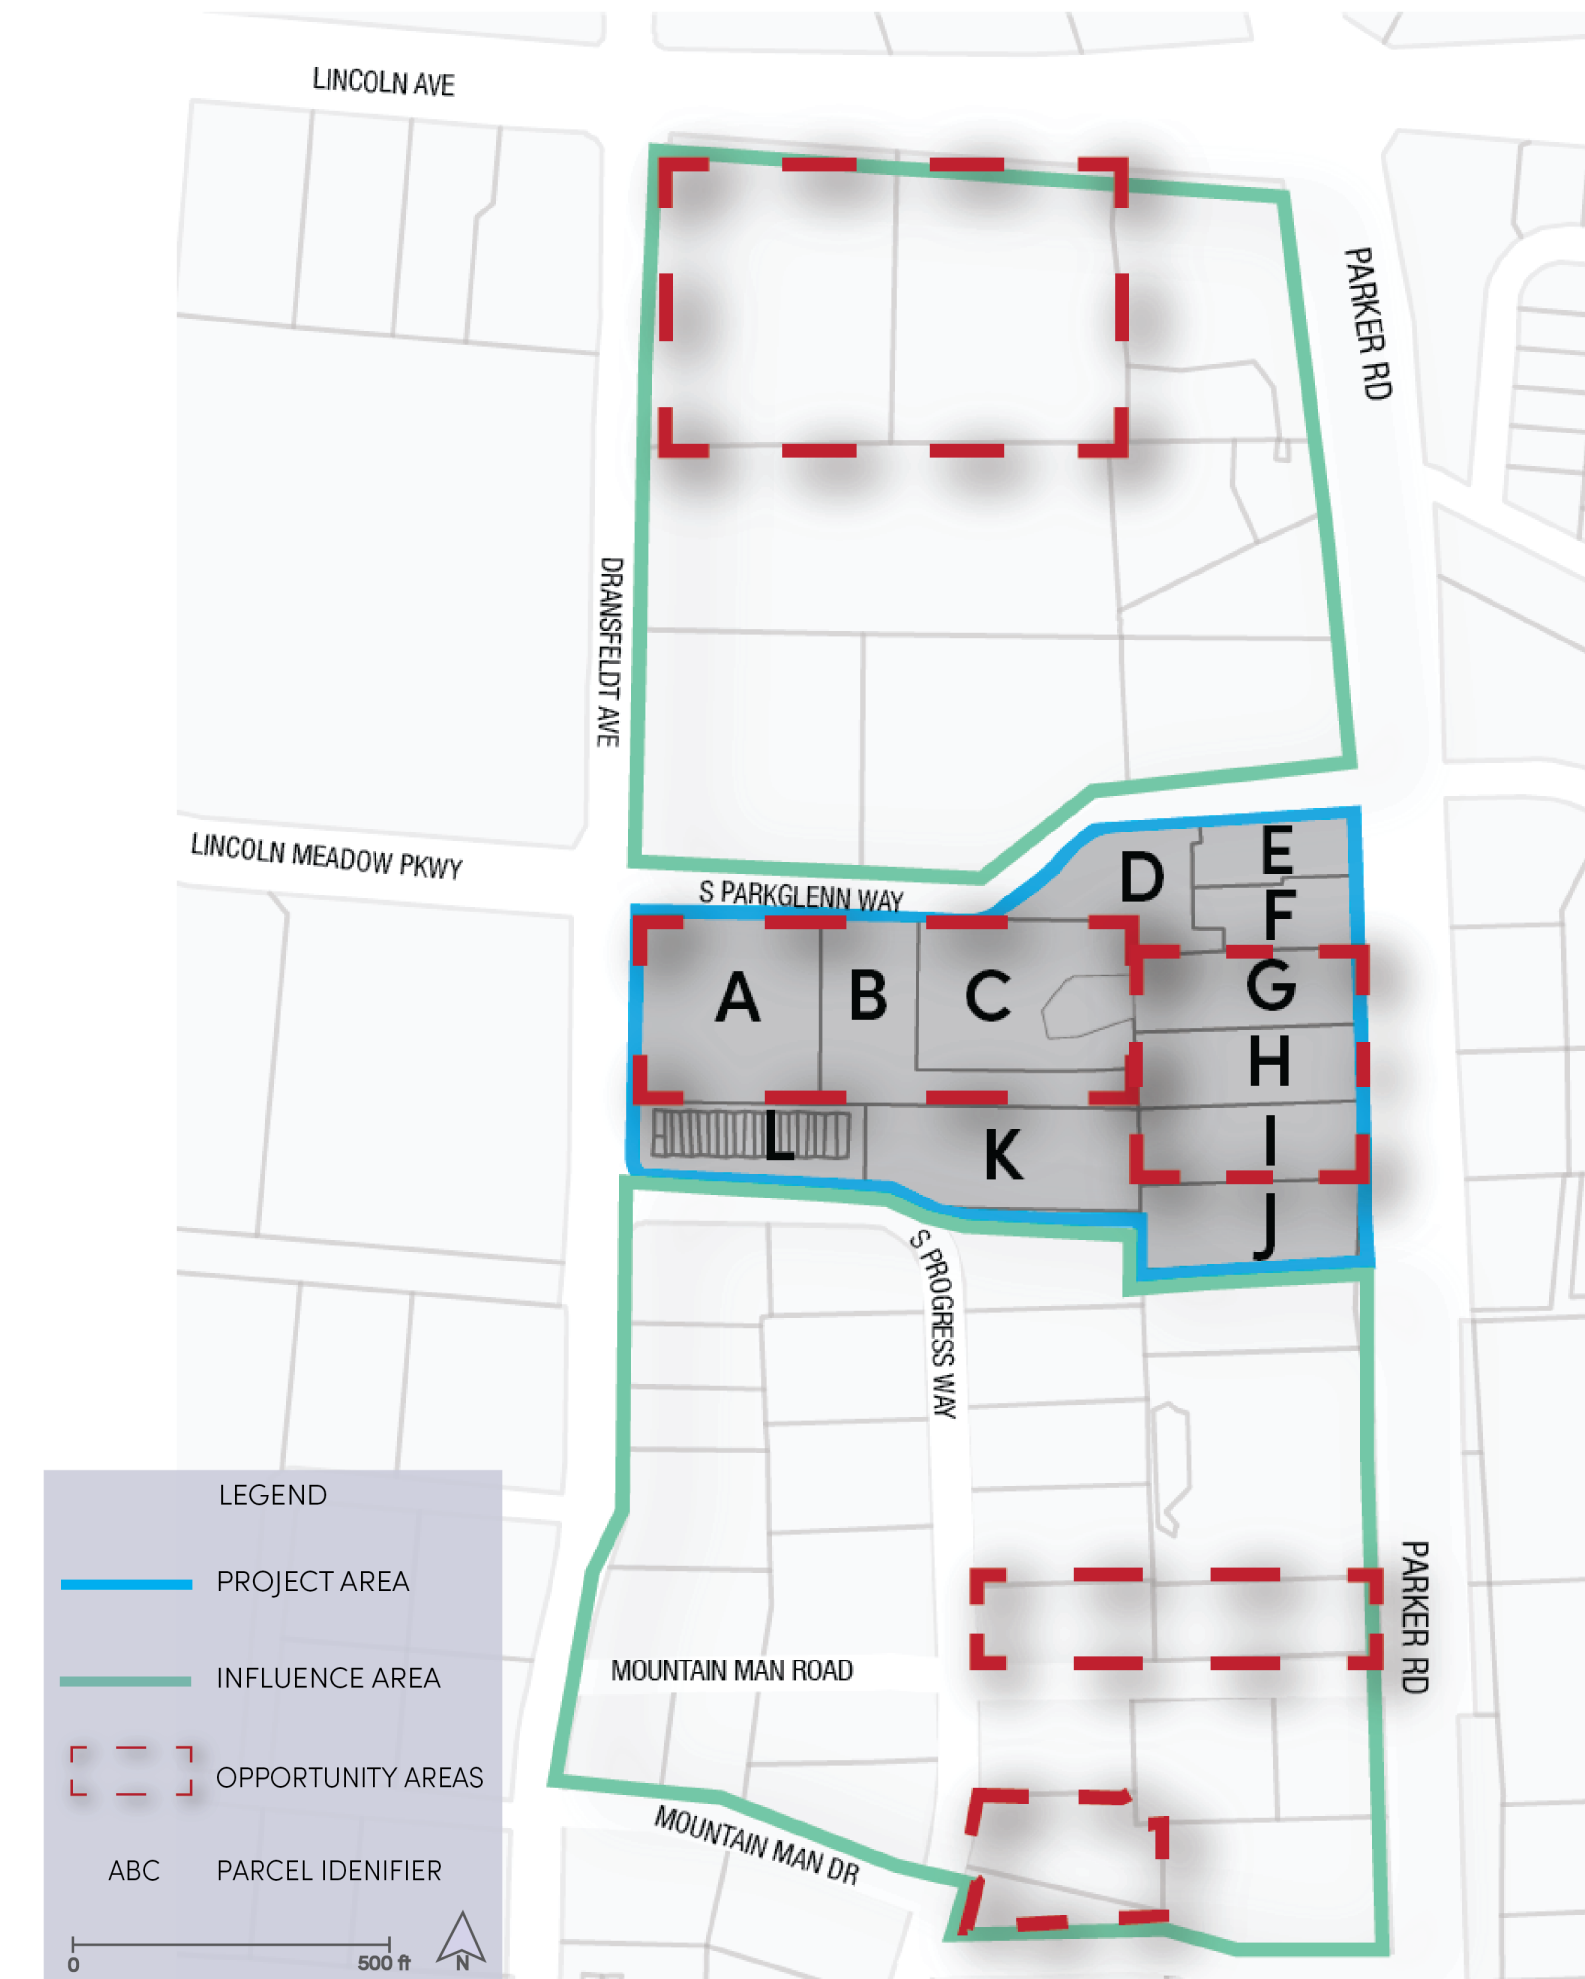 LINCOLN AVE
PARKER RD
DRANSFELDT AVE
LINCOLN MEADOW PKWY
S PARKGLENN WAY
D
E
F
A
B
C
G
H
L
K
I
J
S PROGRESS WAY
LEGEND
PROJECT AREA
INFLUENCE AREA
OPPORTUNITY AREAS
ABC PARCEL IDENIFIER
0 500 ft N
PARKER RD
MOUNTAIN MAN ROAD
MOUNTAIN MAN DR